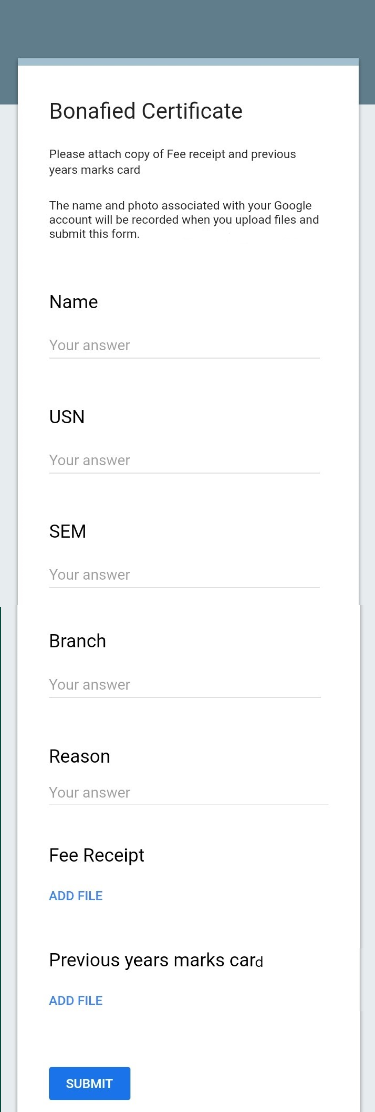 Bonafied Certificate
Please attach copy of Fee receipt and previous
years marks card
The name and photo associated with your Google
account will be recorded when you upload files and
submit this form.
Name
Your answer
USN
Your answer
SEM
Your answer
Branch
Your answer
Reason
Your answer
Fee Receipt
ADD FILE
Previous years marks card
ADD FILE
SUBMIT